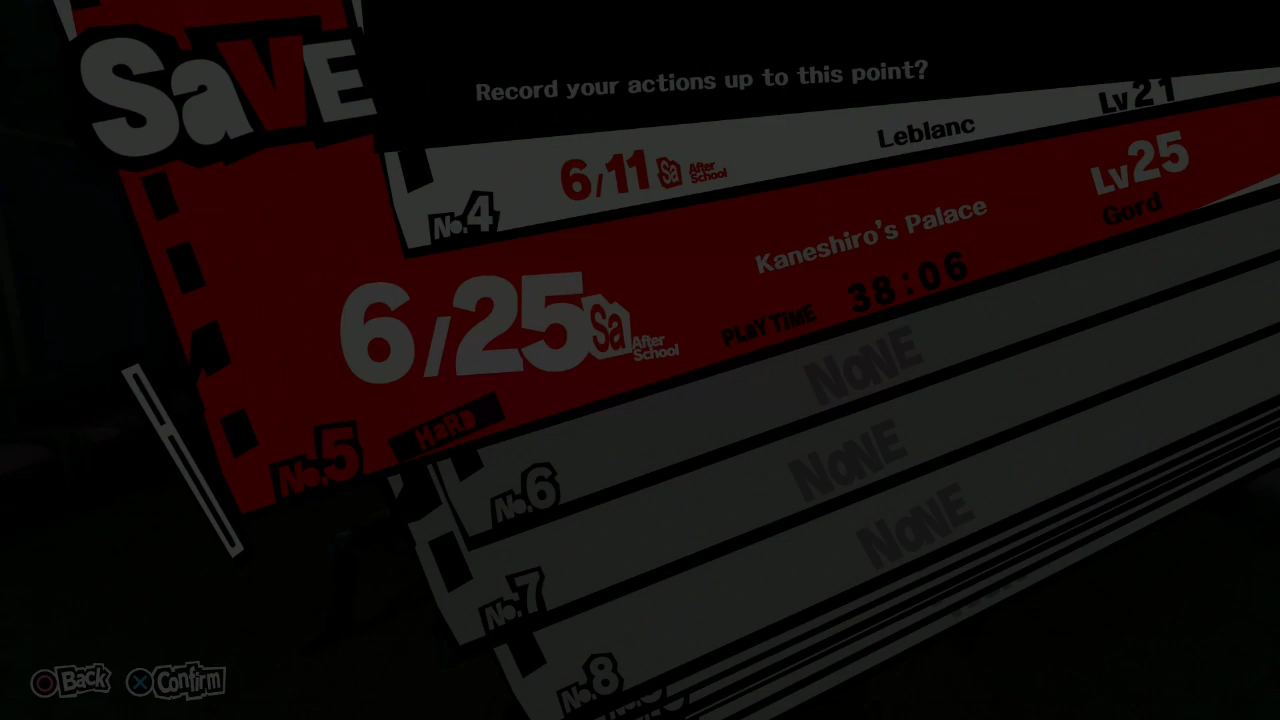 SaVE
Record your actions up to this point?
No.4 6/11 Sa After School Leblanc Lv21
No.5 6/25 Sa After School Kaneshiro's Palace Lv25
Gord
PLaY TiME 38:06
HaRD
No.6 NoNE
No.7 NoNE
No.8 NoNE
Back Confirm